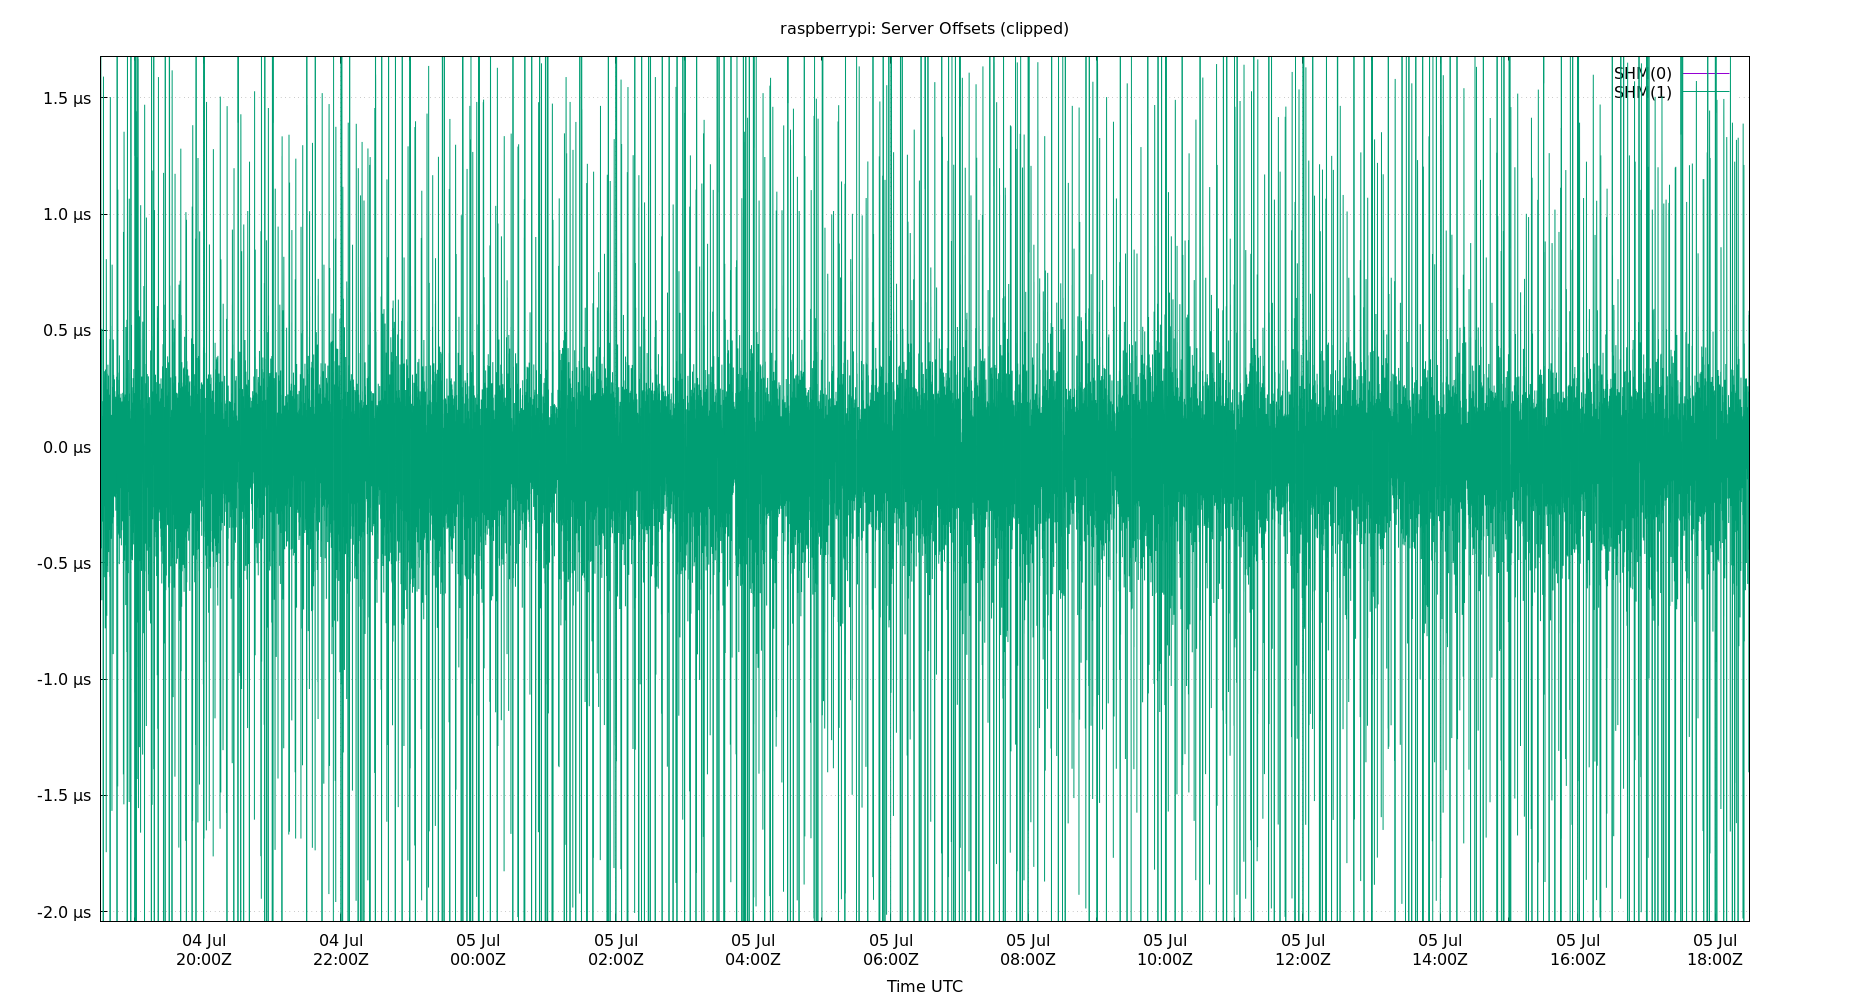 raspberrypi: Server Offsets (clipped)
SHM(0)
SHM(1)
1.5 µs
1.0 µs
0.5 µs
0.0 µs
-0.5 µs
-1.0 µs
-1.5 µs
-2.0 µs
04 Jul 04 Jul 05 Jul 05 Jul 05 Jul 05 Jul 05 Jul 05 Jul 05 Jul 05 Jul 05 Jul 05 Jul
20:00Z 22:00Z 00:00Z 02:00Z 04:00Z 06:00Z 08:00Z 10:00Z 12:00Z 14:00Z 16:00Z 18:00Z
Time UTC